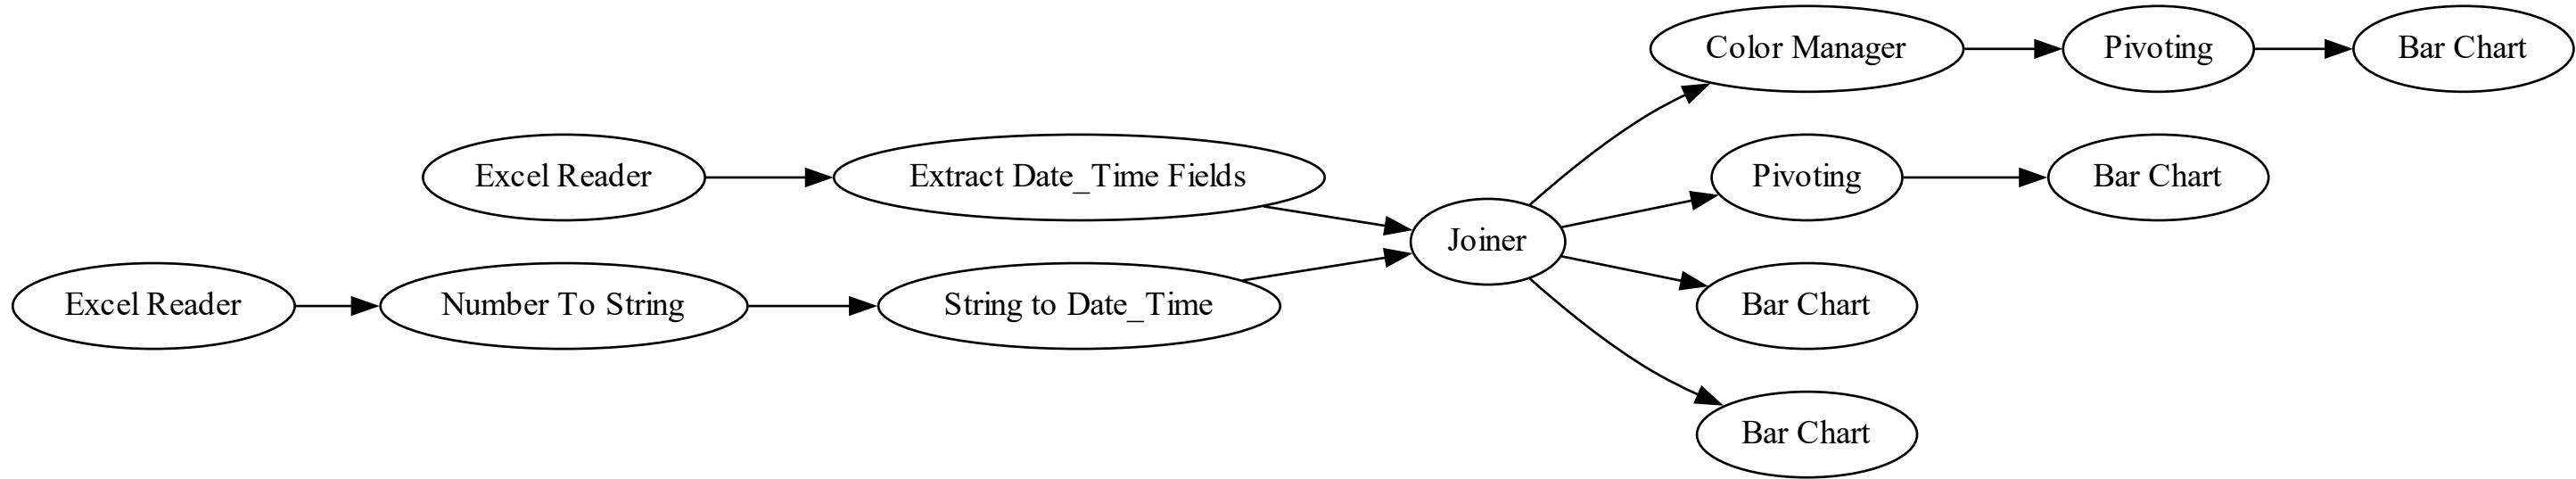 Color Manager
Pivoting
Bar Chart
Excel Reader
Extract Date_Time Fields
Pivoting
Bar Chart
Joiner
Excel Reader
Number To String
String to Date_Time
Bar Chart
Bar Chart